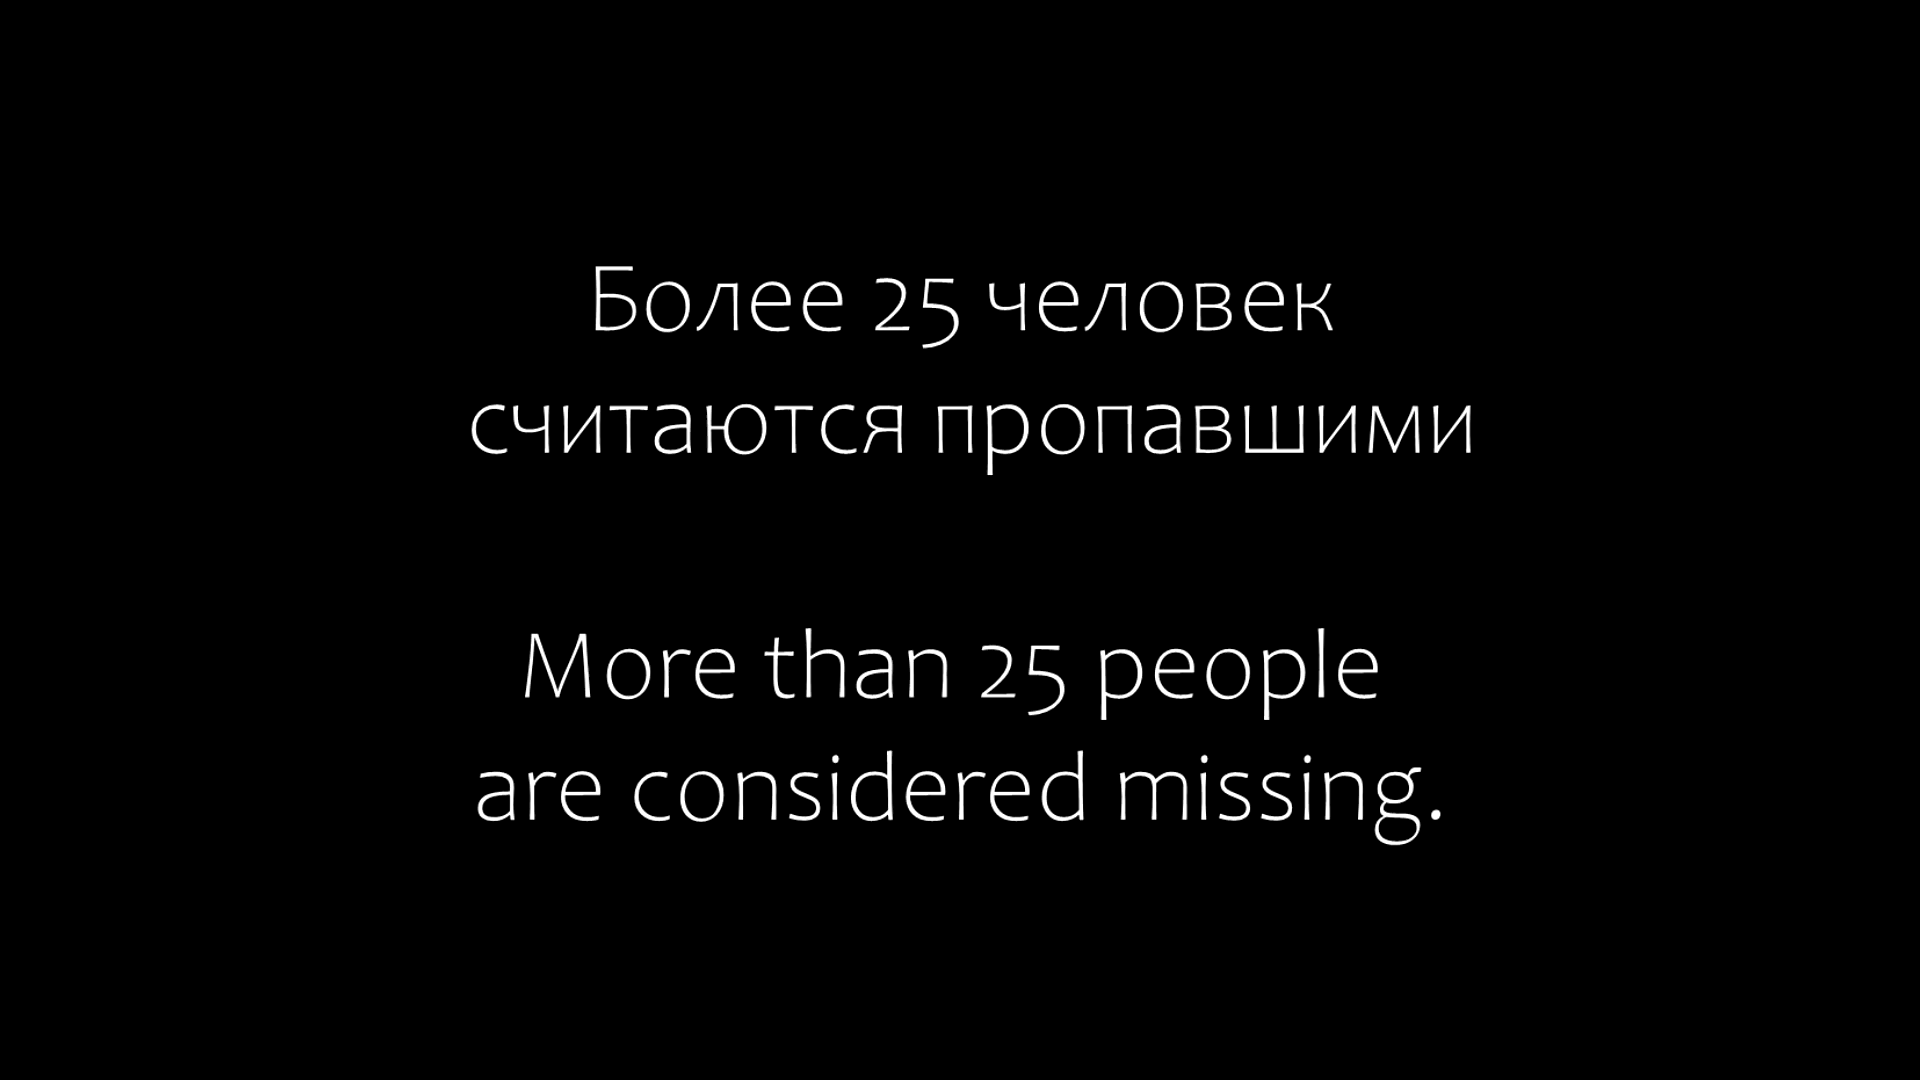 Более 25 человек
считаются пропавшими
More than 25 people
are considered missing.